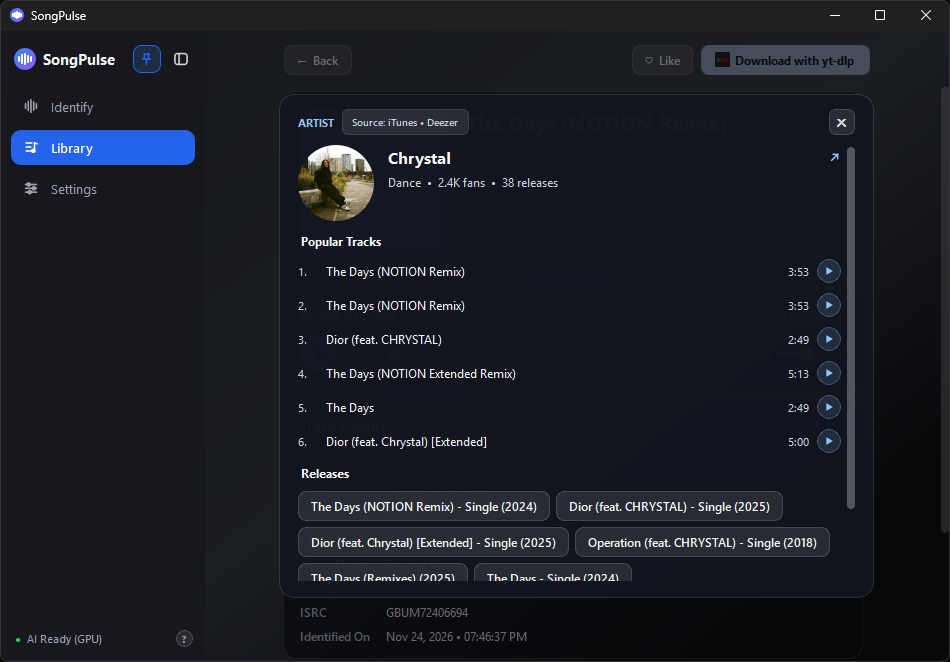 SongPulse
SongPulse
← Back
♡ Like
Download with yt-dlp
Identify
Library
Settings
ARTIST Source: iTunes • Deezer
The Days (NOTION Remix)
Chrystal
Dance • 2.4K fans • 38 releases
Popular Tracks
1. The Days (NOTION Remix) 3:53
2. The Days (NOTION Remix) 3:53
3. Dior (feat. CHRYSTAL) 2:49
4. The Days (NOTION Extended Remix) 5:13
5. The Days 2:49
6. Dior (feat. Chrystal) [Extended] 5:00
Releases
The Days (NOTION Remix) - Single (2024) Dior (feat. CHRYSTAL) - Single (2025)
Dior (feat. Chrystal) [Extended] - Single (2025) Operation (feat. CHRYSTAL) - Single (2018)
The Days (Remixes) (2025) The Days - Single (2024)
ISRC GBUM72406694
Identified On Nov 24, 2026 • 07:46:37 PM
AI Ready (GPU) ?